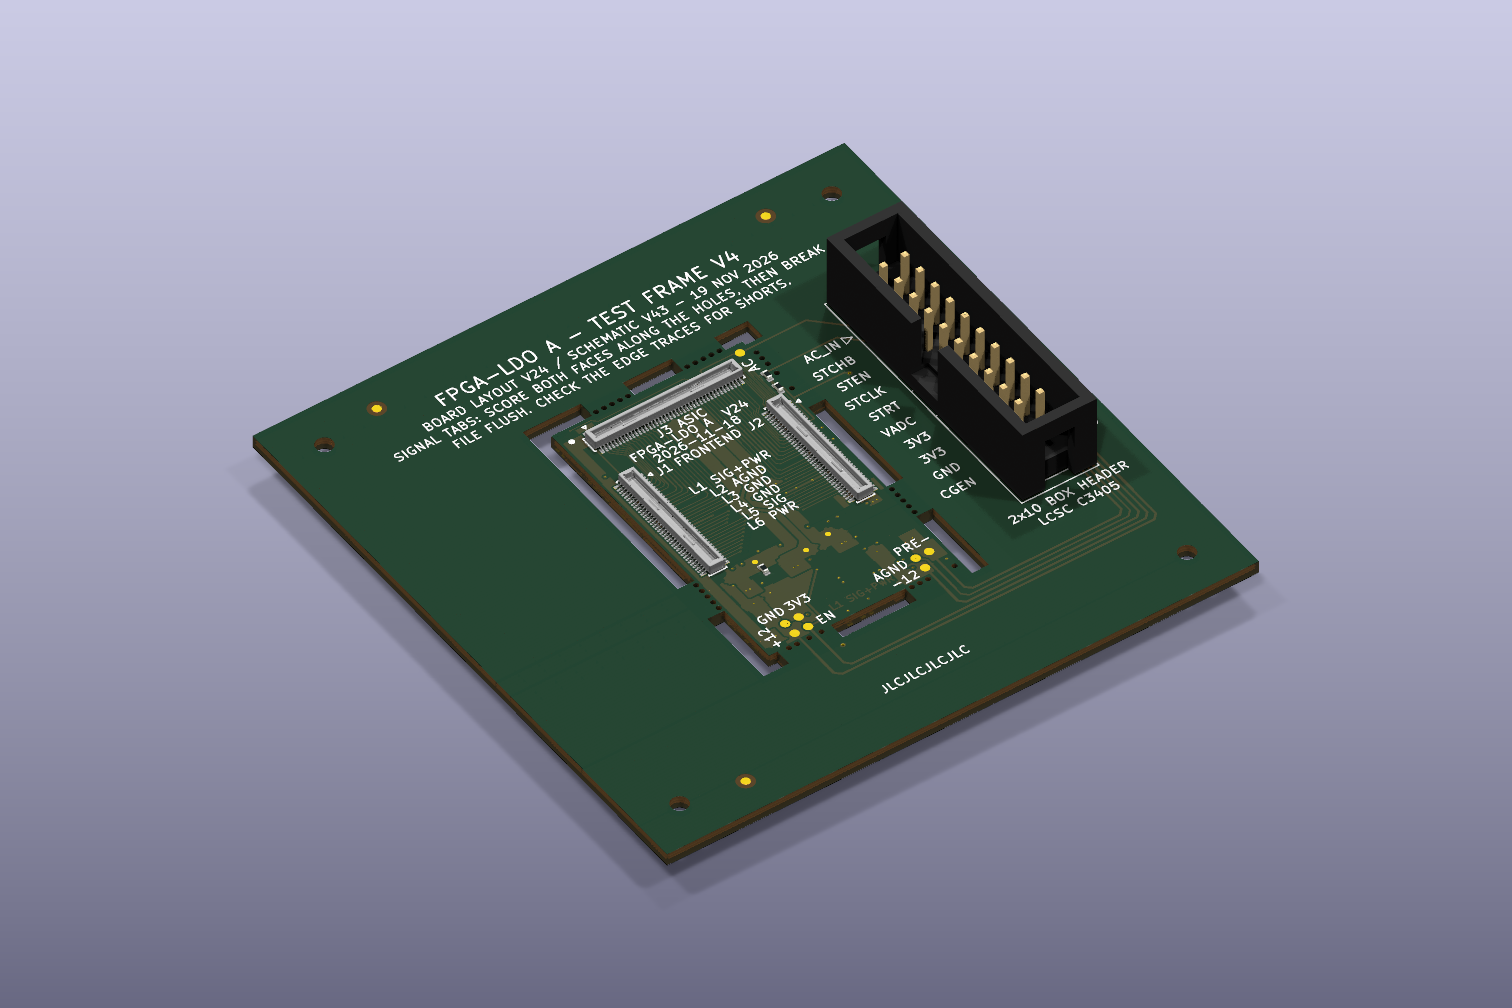 FPGA-LDO A - TEST FRAME V4
BOARD LAYOUT V24 / SCHEMATIC V43 - 19 NOV 2026
SIGNAL TABS: SCORE BOTH FACES ALONG THE HOLES, THEN BREAK
FILE FLUSH. CHECK THE EDGE TRACES FOR SHORTS.
AC
J3 ASIC
FPGA-LDO A V24
2026-11-18
J1 FRONTEND J2
L1 SIG+PWR
L2 AGND
L3 GND
L4 GND
L5 SIG
L6 PWR
AC_IN
STCHB
STEN
STCLK
STRT
VADC
3V3
3V3
GND
CGEN
2x10 BOX HEADER
LCSC C3405
PRE-
AGND
-12
GND 3V3
+12
EN
JLCJLCJLCJLC